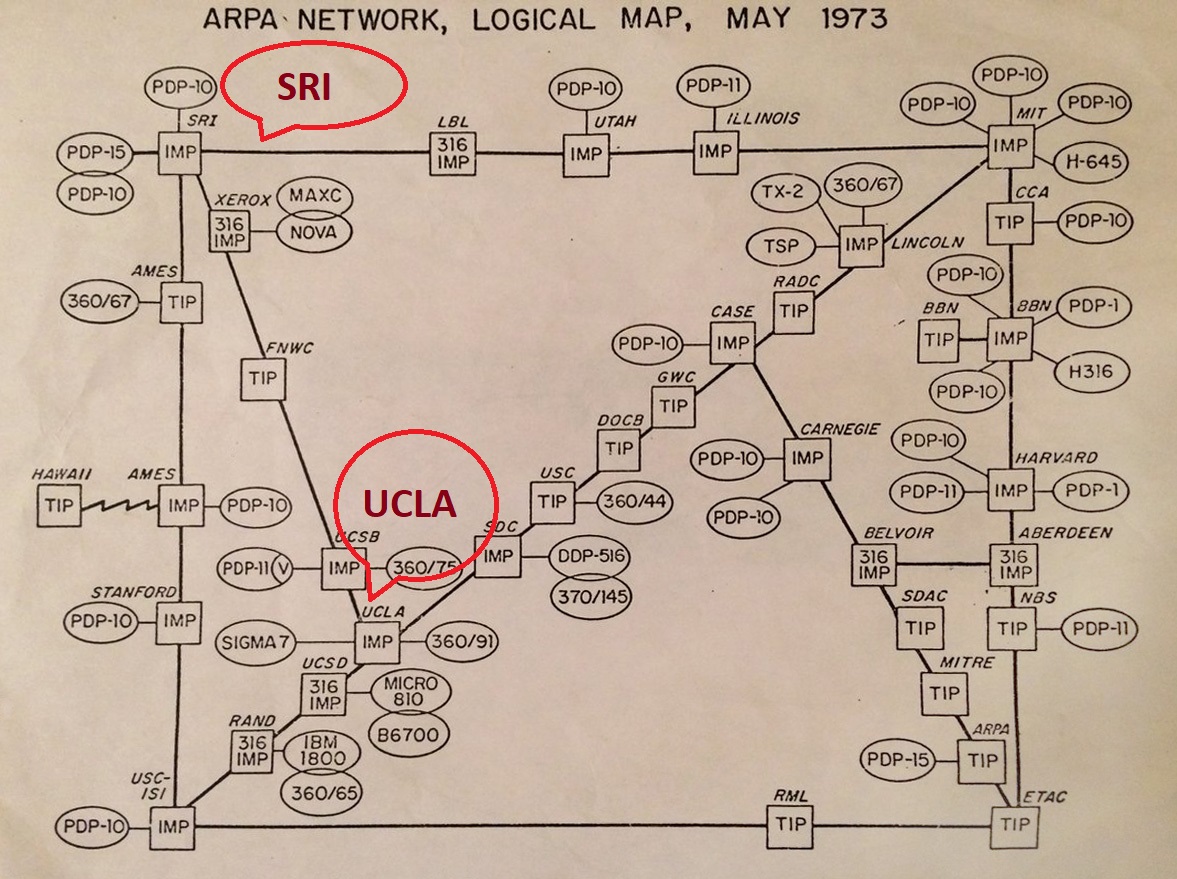 ARPA NETWORK, LOGICAL MAP, MAY 1973
PDP-10
SRI
SRI
PDP-15
IMP
PDP-10
LBL
316
IMP
PDP-10
UTAH
IMP
PDP-11
ILLINOIS
IMP
PDP-10
PDP-10
PDP-10
MIT
IMP
H-645
XEROX
316
IMP
MAXC
NOVA
TX-2
360/67
TSP
IMP
LINCOLN
CCA
TIP
PDP-10
AMES
360/67
TIP
RADC
TIP
CASE
PDP-10
IMP
PDP-10
BBN
TIP
BBN
IMP
PDP-1
PDP-10
H316
FNWC
TIP
GWC
TIP
DOCB
TIP
CARNEGIE
PDP-10
IMP
PDP-10
PDP-10
HARVARD
PDP-11
IMP
PDP-1
HAWAII
TIP
AMES
IMP
PDP-10
UCLA
USC
TIP
360/44
SDC
IMP
DDP-516
370/145
UCSB
PDP-11
V
IMP
360/75
BELVOIR
316
IMP
ABERDEEN
316
IMP
STANFORD
PDP-10
IMP
UCLA
SIGMA 7
IMP
360/91
SDAC
TIP
NBS
TIP
PDP-11
UCSD
316
IMP
MICRO
810
B6700
MITRE
TIP
RAND
316
IMP
IBM
1800
360/65
ARPA
PDP-15
TIP
USC-
ISI
PDP-10
IMP
RML
TIP
ETAC
TIP